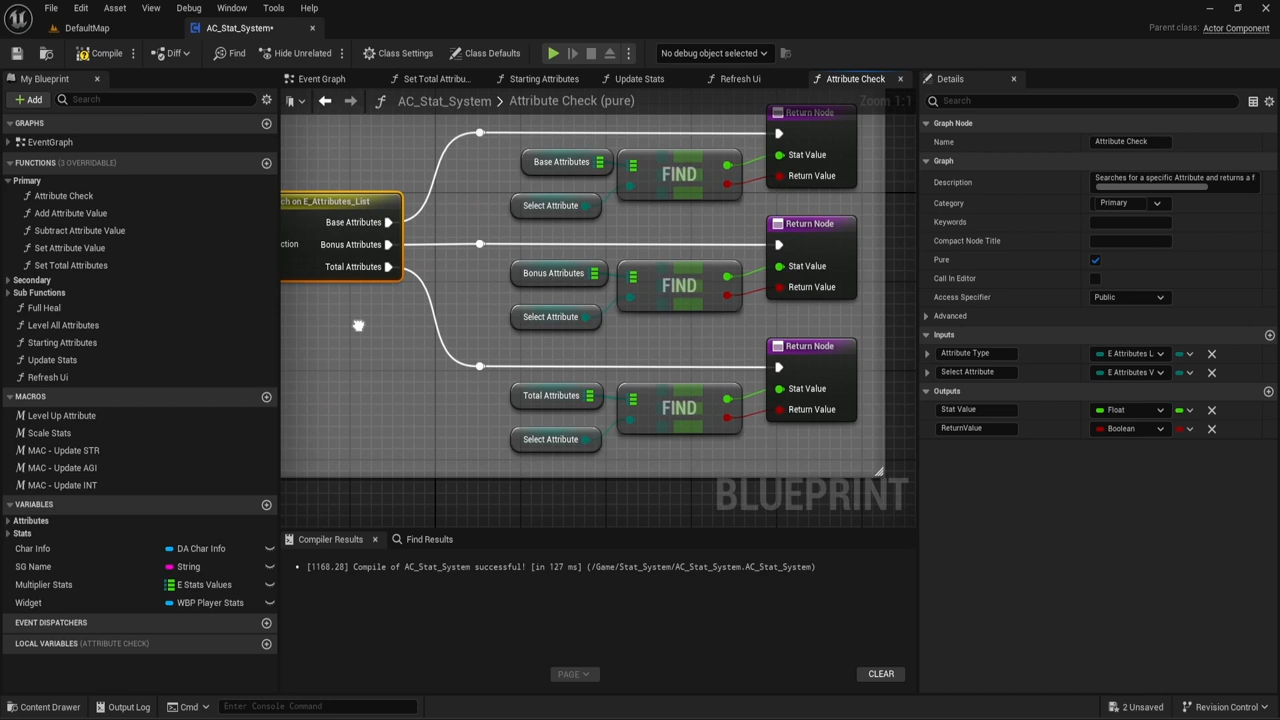 File Edit Asset View Debug Window Tools Help
DefaultMap
AC_Stat_System*
Parent class: Actor Component
Compile
Diff
Find
Hide Unrelated
Class Settings
Class Defaults
No debug object selected
My Blueprint
Event Graph
Set Total Attribu...
Starting Attributes
Update Stats
Refresh Ui
Attribute Check
Details
Add
Search
AC_Stat_System > Attribute Check (pure)
Zoom 1:1
Search
GRAPHS
EventGraph
FUNCTIONS (3 OVERRIDABLE)
Primary
Attribute Check
Add Attribute Value
Subtract Attribute Value
Set Attribute Value
Set Total Attributes
Secondary
Sub Functions
Full Heal
Level All Attributes
Starting Attributes
Update Stats
Refresh Ui
MACROS
Level Up Attribute
Scale Stats
MAC - Update STR
MAC - Update AGI
MAC - Update INT
VARIABLES
Attributes
Stats
Char Info DA Char Info
SG Name String
Multiplier Stats E Stats Values
Widget WBP Player Stats
EVENT DISPATCHERS
LOCAL VARIABLES (ATTRIBUTE CHECK)
ch on E_Attributes_List
Base Attributes
ction Bonus Attributes
Total Attributes
Return Node
Base Attributes
FIND
Stat Value
Return Value
Select Attribute
Return Node
Bonus Attributes
FIND
Stat Value
Return Value
Select Attribute
Return Node
Total Attributes
FIND
Stat Value
Return Value
Select Attribute
BLUEPRINT
Compiler Results
Find Results
[1168.28] Compile of AC_Stat_System successful! [in 127 ms] (/Game/Stat_System/AC_Stat_System.AC_Stat_System)
PAGE
CLEAR
Graph Node
Name Attribute Check
Graph
Description Searches for a specific Attribute and returns a f
Category Primary
Keywords
Compact Node Title
Pure
Call In Editor
Access Specifier Public
Advanced
Inputs
Attribute Type E Attributes L
Select Attribute E Attributes V
Outputs
Stat Value Float
ReturnValue Boolean
Content Drawer
Output Log
Cmd
Enter Console Command
2 Unsaved
Revision Control